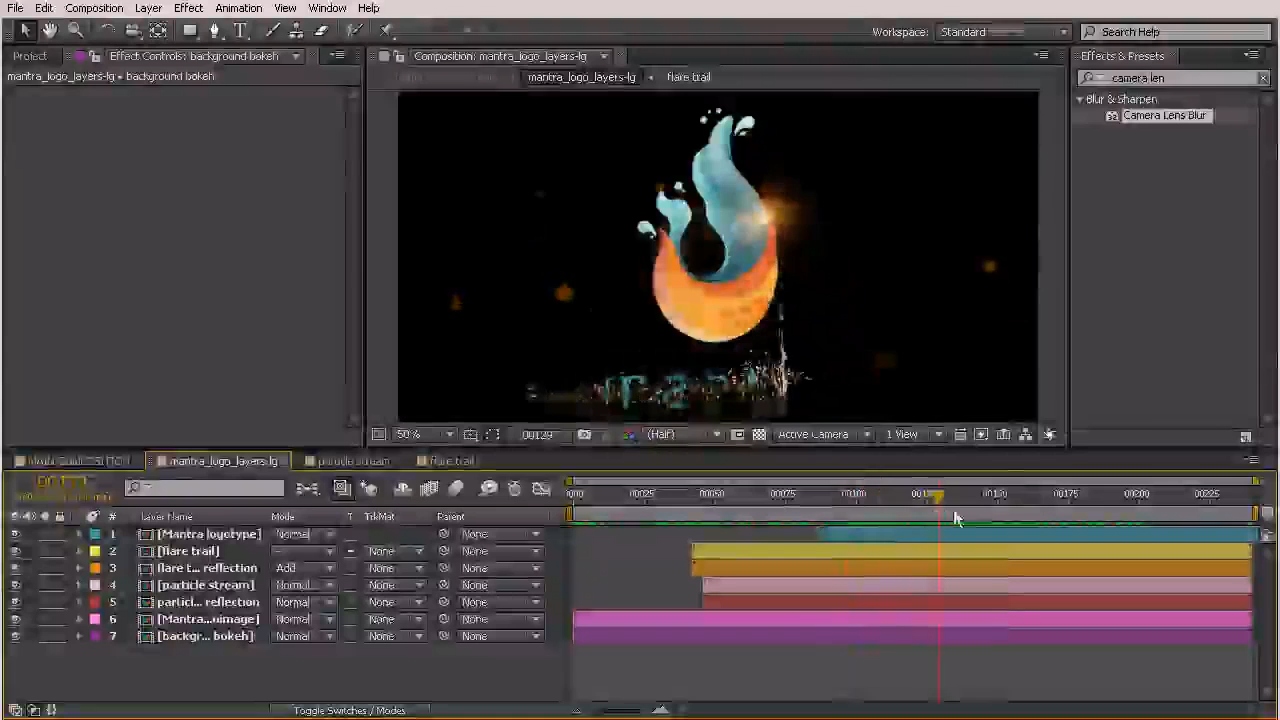 File Edit Composition Layer Effect Animation View Window Help
Workspace: Standard Search Help
Project Effect Controls: background bokeh Composition: mantra_logo_layers-lg Effects & Presets
mantra_logo_layers-lg • background bokeh mantra_logo_layers-lg flare trail camera len
Blur & Sharpen
Camera Lens Blur
50% 00129 (Half) Active Camera 1 View
mantra_logo_layers-lg particle stream flare trail
00025 00050 00075 00100 00150 00175 00200 00225
# Layer Name Mode T TrkMat Parent
1 [Mantra logotype] Normal None
2 [flare trail] - None None
3 flare t... reflection Add None None
4 [particle stream] Normal None None
5 particl... reflection Normal None None
6 [Mantra...uimage] Normal None None
7 [backgr... bokeh] Normal None None
Toggle Switches / Modes